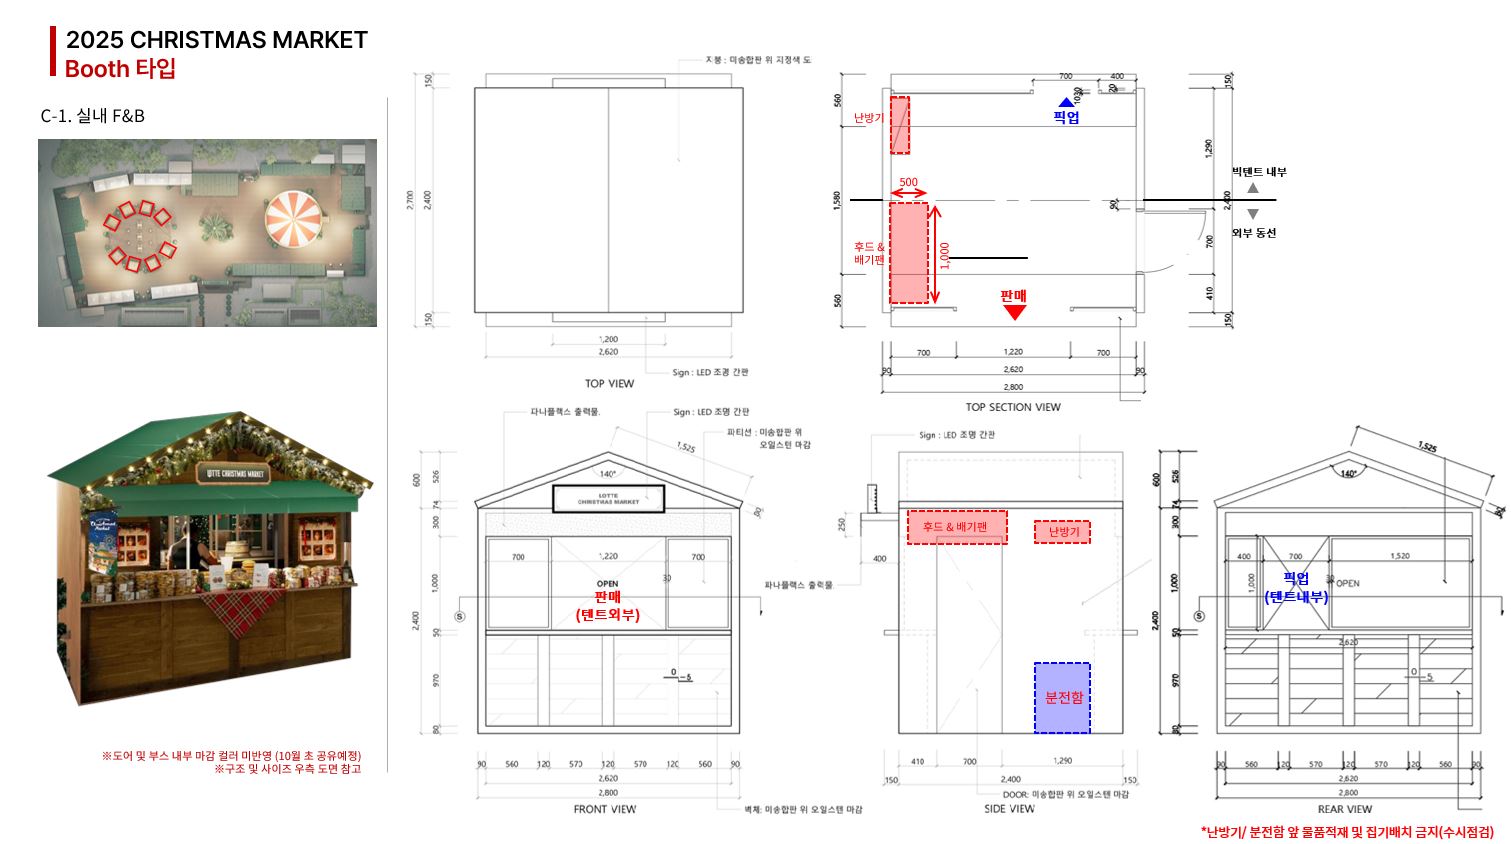 2025 CHRISTMAS MARKET
Booth 타입
C-1. 실내 F&B
※도어 및 부스 내부 마감 컬러 미반영 (10월 초 공유예정)
※구조 및 사이즈 우측 도면 참고
LOTTE CHRISTMAS MARKET
지붕 : 미송합판 위 지정색 도
150
2,700
2,400
150
1,200
2,620
Sign : LED 조명 간판
TOP VIEW
700
400
560
1,580
560
난방기
픽업
500
1,000
후드 &
배기팬
판매
90
150
1,290
2,400
700
410
150
빅텐트 내부
외부 동선
700
1,220
700
90
2,620
90
2,800
TOP SECTION VIEW
파나플렉스 출력물.
Sign : LED 조명 간판
파티션 : 미송합판 위
오일스텐 마감
1,525
140°
600
526
74
300
1,000
50
2,400
970
80
90
LOTTE
CHRISTMAS MARKET
700
1,220
700
30
OPEN
판매
(텐트외부)
S
0
-5
90
560
120
570
120
570
120
560
90
2,620
2,800
FRONT VIEW
벽체: 미송합판 위 오일스텐 마감
Sign : LED 조명 간판
250
400
파나플렉스 출력물.
후드 & 배기팬
난방기
분전함
410
700
1,290
150
2,400
150
DOOR: 미송합판 위 오일스텐 마감
SIDE VIEW
1,525
140°
600
526
74
300
1,000
50
2,400
970
80
90
400
700
1,520
1,000
30
픽업
(텐트내부)
OPEN
S
2,620
0
-5
90
560
120
570
120
570
120
560
90
2,620
2,800
REAR VIEW
*난방기/ 분전함 앞 물품적재 및 집기배치 금지(수시점검)